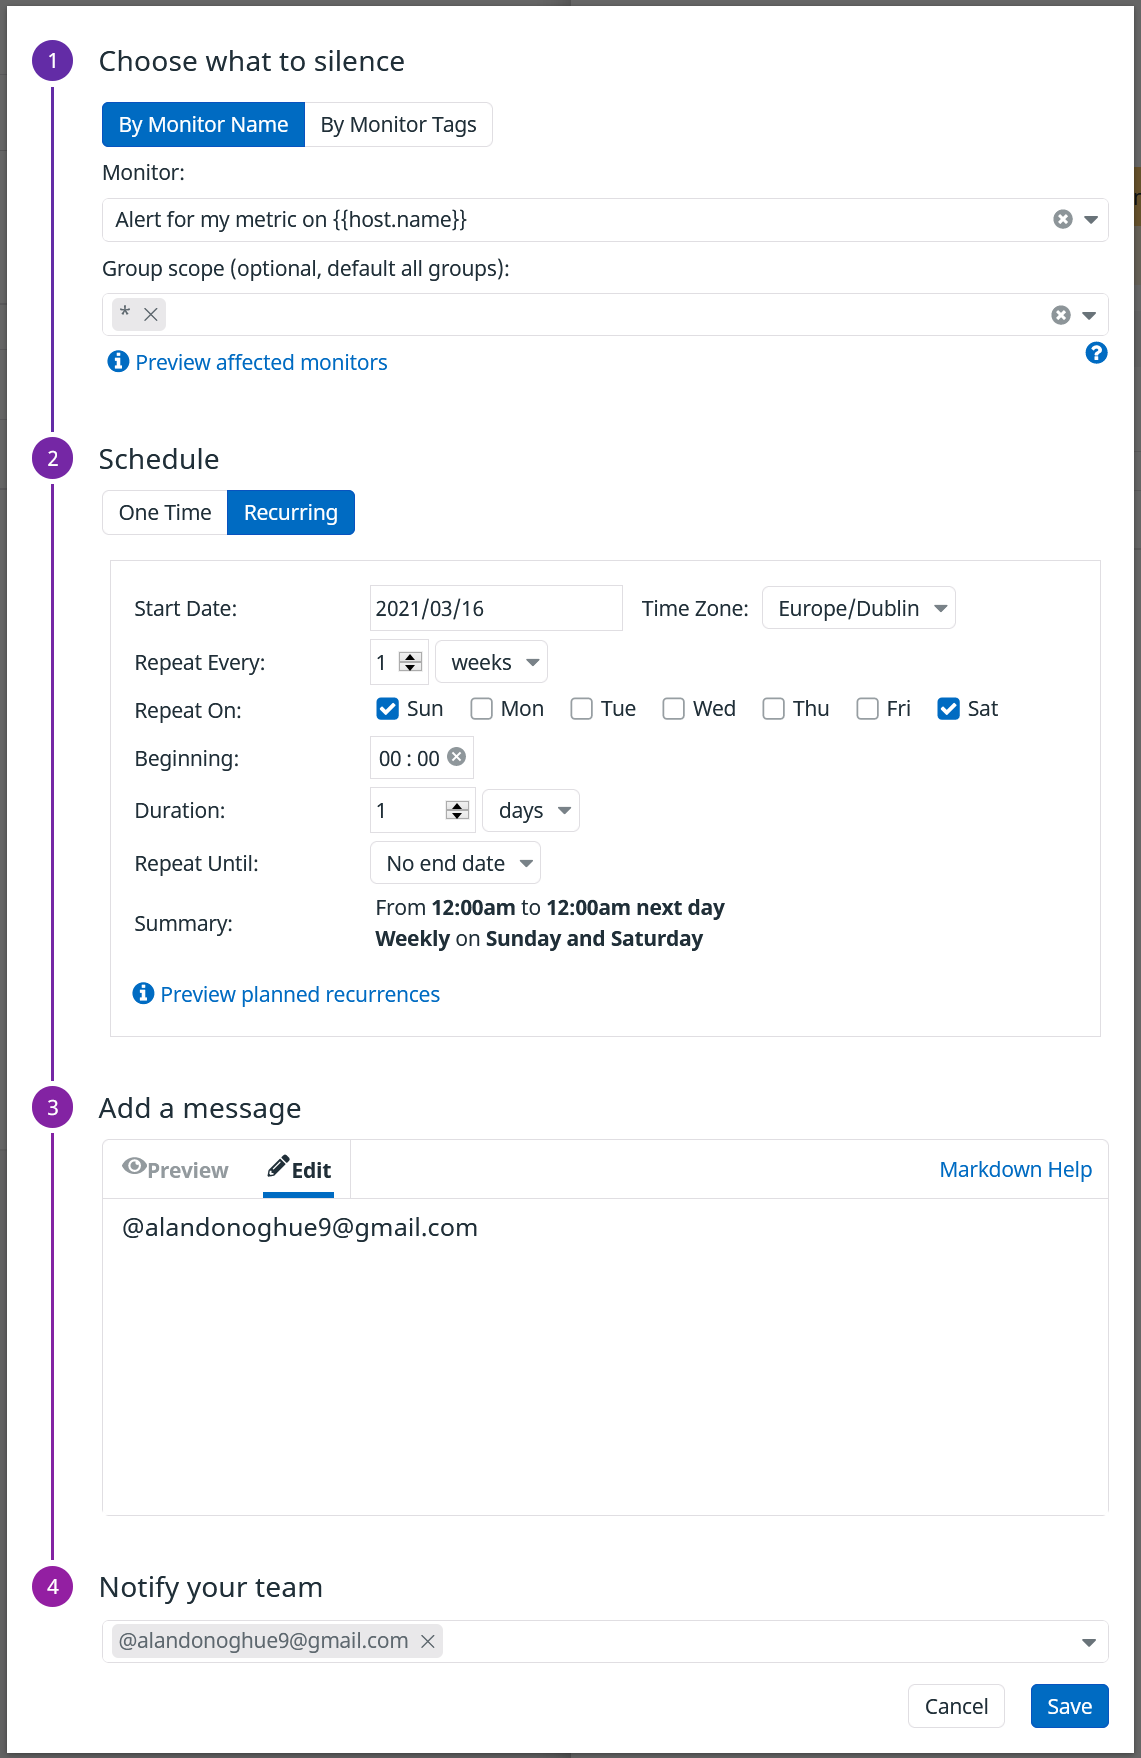 1 Choose what to silence
By Monitor Name By Monitor Tags
Monitor:
Alert for my metric on {{host.name}}
Group scope (optional, default all groups):
*
Preview affected monitors
2 Schedule
One Time Recurring
Start Date: 2021/03/16 Time Zone: Europe/Dublin
Repeat Every: 1 weeks
Repeat On: Sun Mon Tue Wed Thu Fri Sat
Beginning: 00 : 00
Duration: 1 days
Repeat Until: No end date
Summary: From 12:00am to 12:00am next day
Weekly on Sunday and Saturday
Preview planned recurrences
3 Add a message
Preview Edit Markdown Help
@alandonoghue9@gmail.com
4 Notify your team
@alandonoghue9@gmail.com
Cancel Save